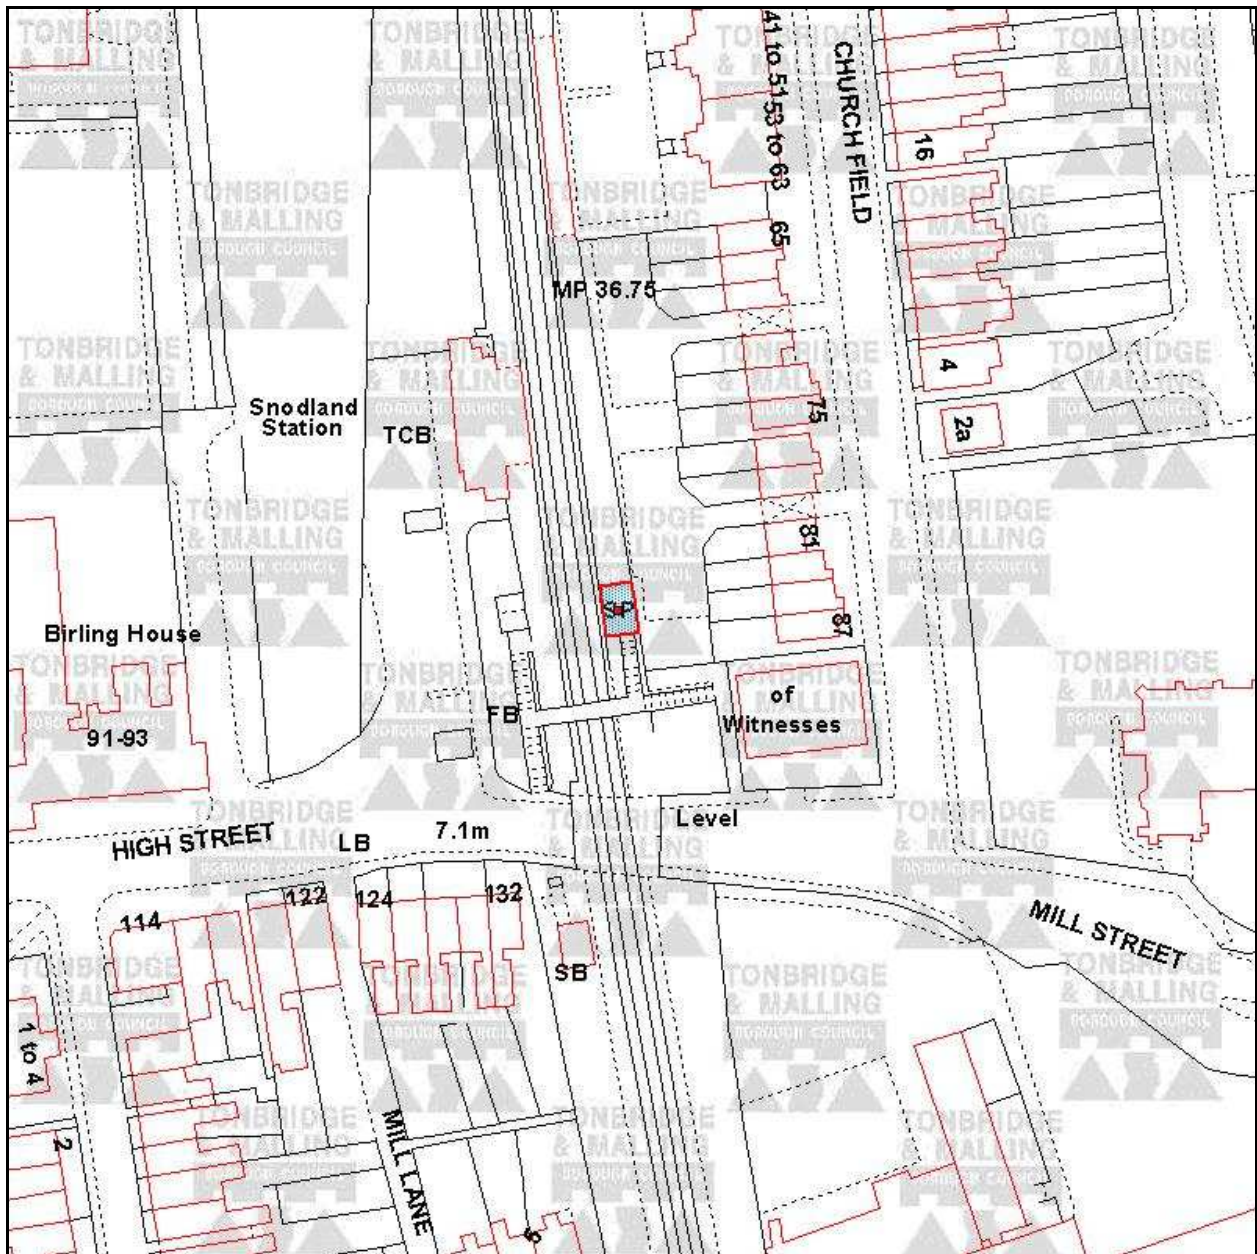 TONBRIDGE
& MALLING
BOROUGH COUNCIL
41 to 51
53 to 63
CHURCH FIELD
16
65
MP 36.75
4
Snodland
Station
TCB
75
2a
81
SP
87
Birling House
91-93
FB
of
Witnesses
Level
HIGH STREET
LB
7.1m
114
122
124
132
MILL STREET
SB
1 to 4
2
MILL LANE